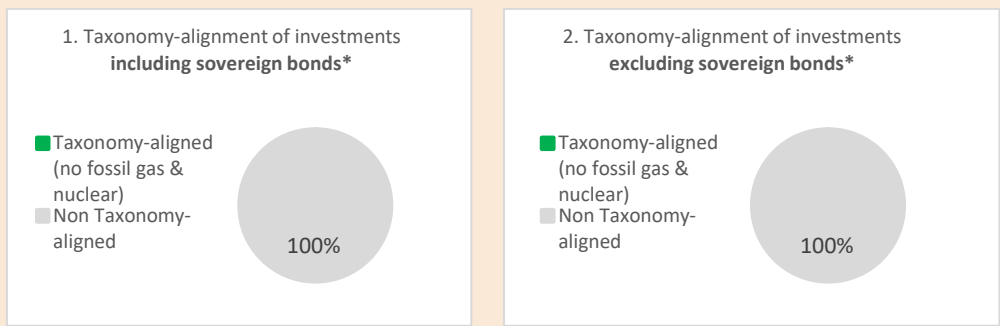 1. Taxonomy-alignment of investments
including sovereign bonds*
Taxonomy-aligned
(no fossil gas &
nuclear)
Non Taxonomy-
aligned
100%
2. Taxonomy-alignment of investments
excluding sovereign bonds*
Taxonomy-aligned
(no fossil gas &
nuclear)
Non Taxonomy-
aligned
100%